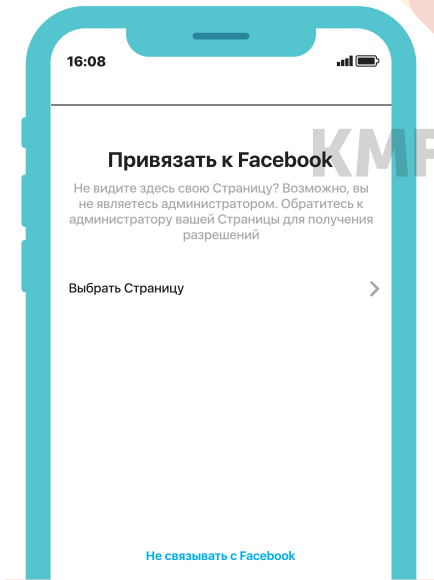 16:08
KMF
Привязать к Facebook
Не видите здесь свою Страницу? Возможно, вы
не являетесь администратором. Обратитесь к
администратору вашей Страницы для получения
разрешений
Выбрать Страницу
Не связывать с Facebook